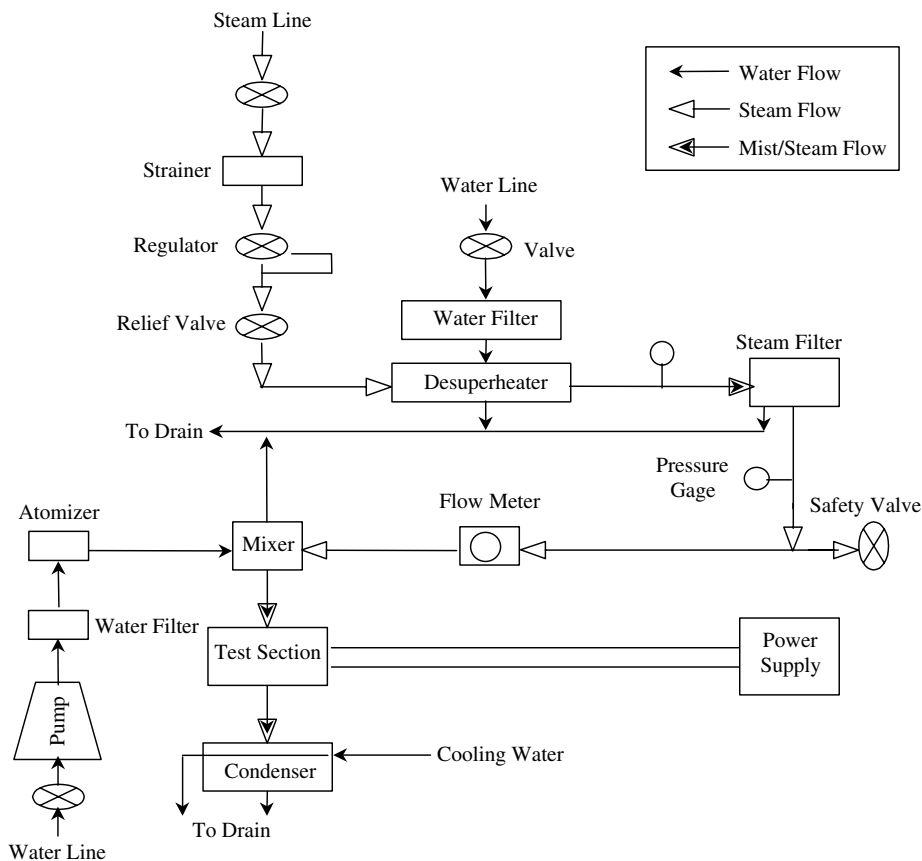 Steam Line
Water Flow
Steam Flow
Mist/Steam Flow
Strainer
Water Line
Regulator
Valve
Relief Valve
Water Filter
Steam Filter
Desuperheater
To Drain
Pressure
Gage
Flow Meter
Safety Valve
Atomizer
Mixer
Water Filter
Test Section
Power
Supply
Pump
Cooling Water
Condenser
To Drain
Water Line